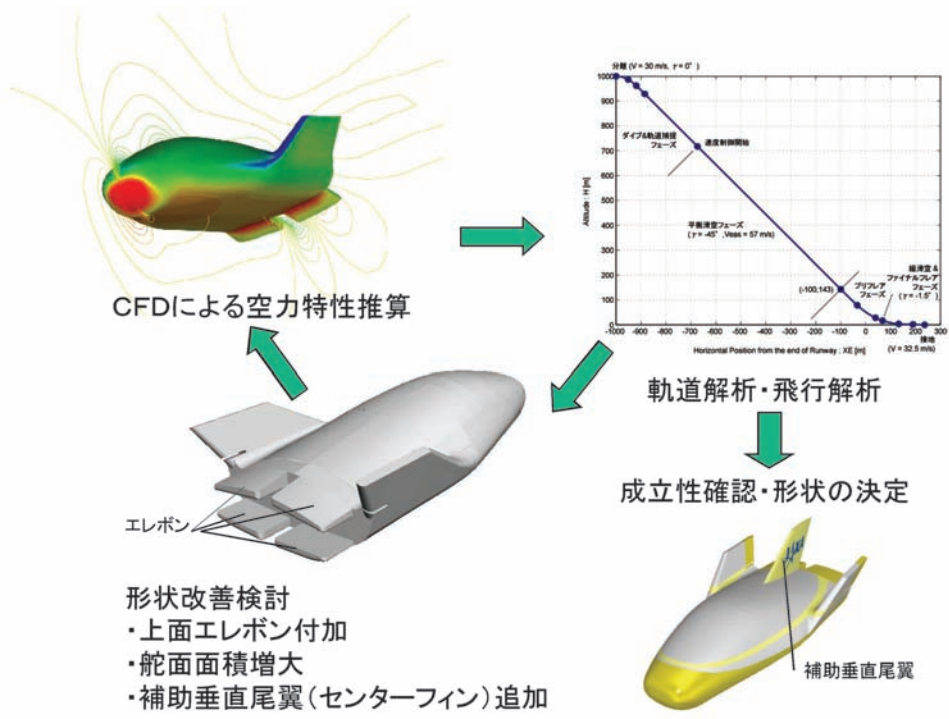 分離 (V = 30 m/s, γ = 0°)
1000
900
800
700
600
500
400
300
200
100
0
Altitude : H [m]
ダイブ&軌道捕捉
フェーズ
速度制御開始
平衡滑空フェーズ
(γ = -45° ,Veas = 57 m/s)
(-100,143)
プリフレア
フェーズ
緩滑空 &
ファイナルフレア
フェーズ
(γ = -1.5°)
-1000 -900 -800 -700 -600 -500 -400 -300 -200 -100 0 100 200 300
Horizontal Position from the end of Runway : XE [m]
接地
(V = 32.5 m/s)
CFDによる空力特性推算
軌道解析・飛行解析
成立性確認・形状の決定
エレボン
形状改善検討
・上面エレボン付加
・舵面面積増大
・補助垂直尾翼(センターフィン)追加
補助垂直尾翼